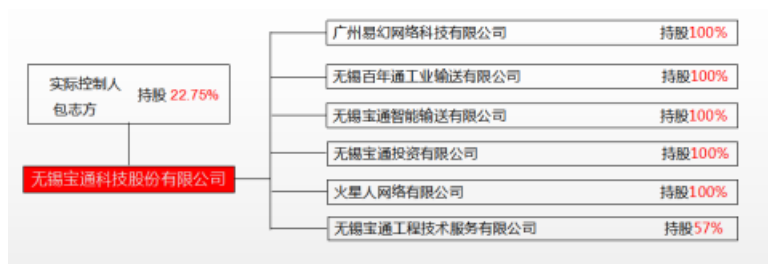 实际控制人
包志方
持股 22.75%
无锡宝通科技股份有限公司
广州易幻网络科技有限公司 持股100%
无锡百年通工业输送有限公司 持股100%
无锡宝通智能输送有限公司 持股100%
无锡宝通投资有限公司 持股100%
火星人网络有限公司 持股100%
无锡宝通工程技术服务有限公司 持股57%